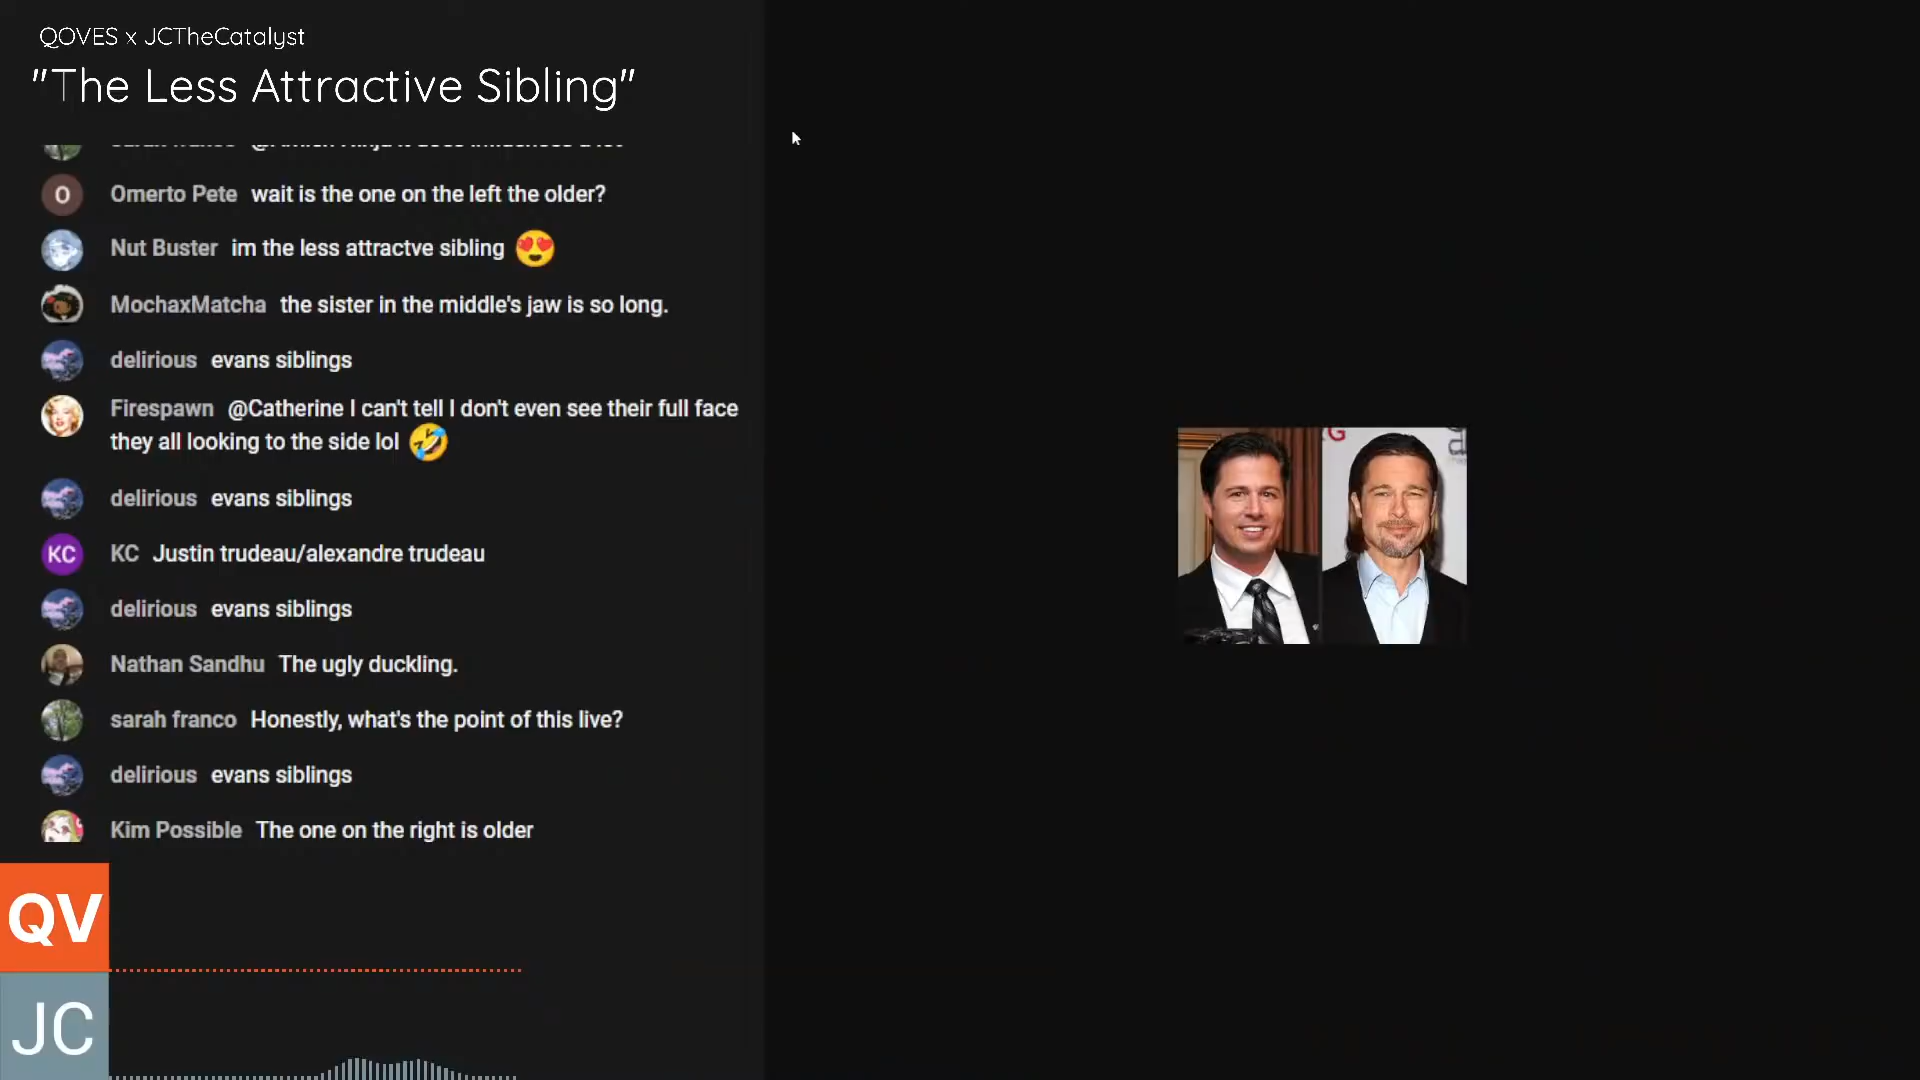 QOVES x JCTheCatalyst
"The Less Attractive Sibling"
Omerto Pete wait is the one on the left the older?
Nut Buster im the less attractve sibling 😍
MochaxMatcha the sister in the middle's jaw is so long.
delirious evans siblings
Firespawn @Catherine I can't tell I don't even see their full face
they all looking to the side lol 🤣
delirious evans siblings
KC KC Justin trudeau/alexandre trudeau
delirious evans siblings
Nathan Sandhu The ugly duckling.
sarah franco Honestly, what's the point of this live?
delirious evans siblings
Kim Possible The one on the right is older
QV
JC